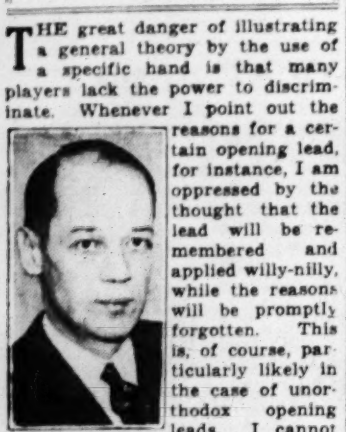 THE great danger of illustrating
a general theory by the use of
a specific hand is that many
players lack the power to discrim-
inate. Whenever I point out the
reasons for a cer-
tain opening lead,
for instance, I am
oppressed by the
thought that the
lead will be re-
membered and
applied willy-nilly,
while the reasons
will be promptly
forgotten. This
is, of course, par-
ticularly likely in
the case of unor-
thodox opening
leads. I cannot